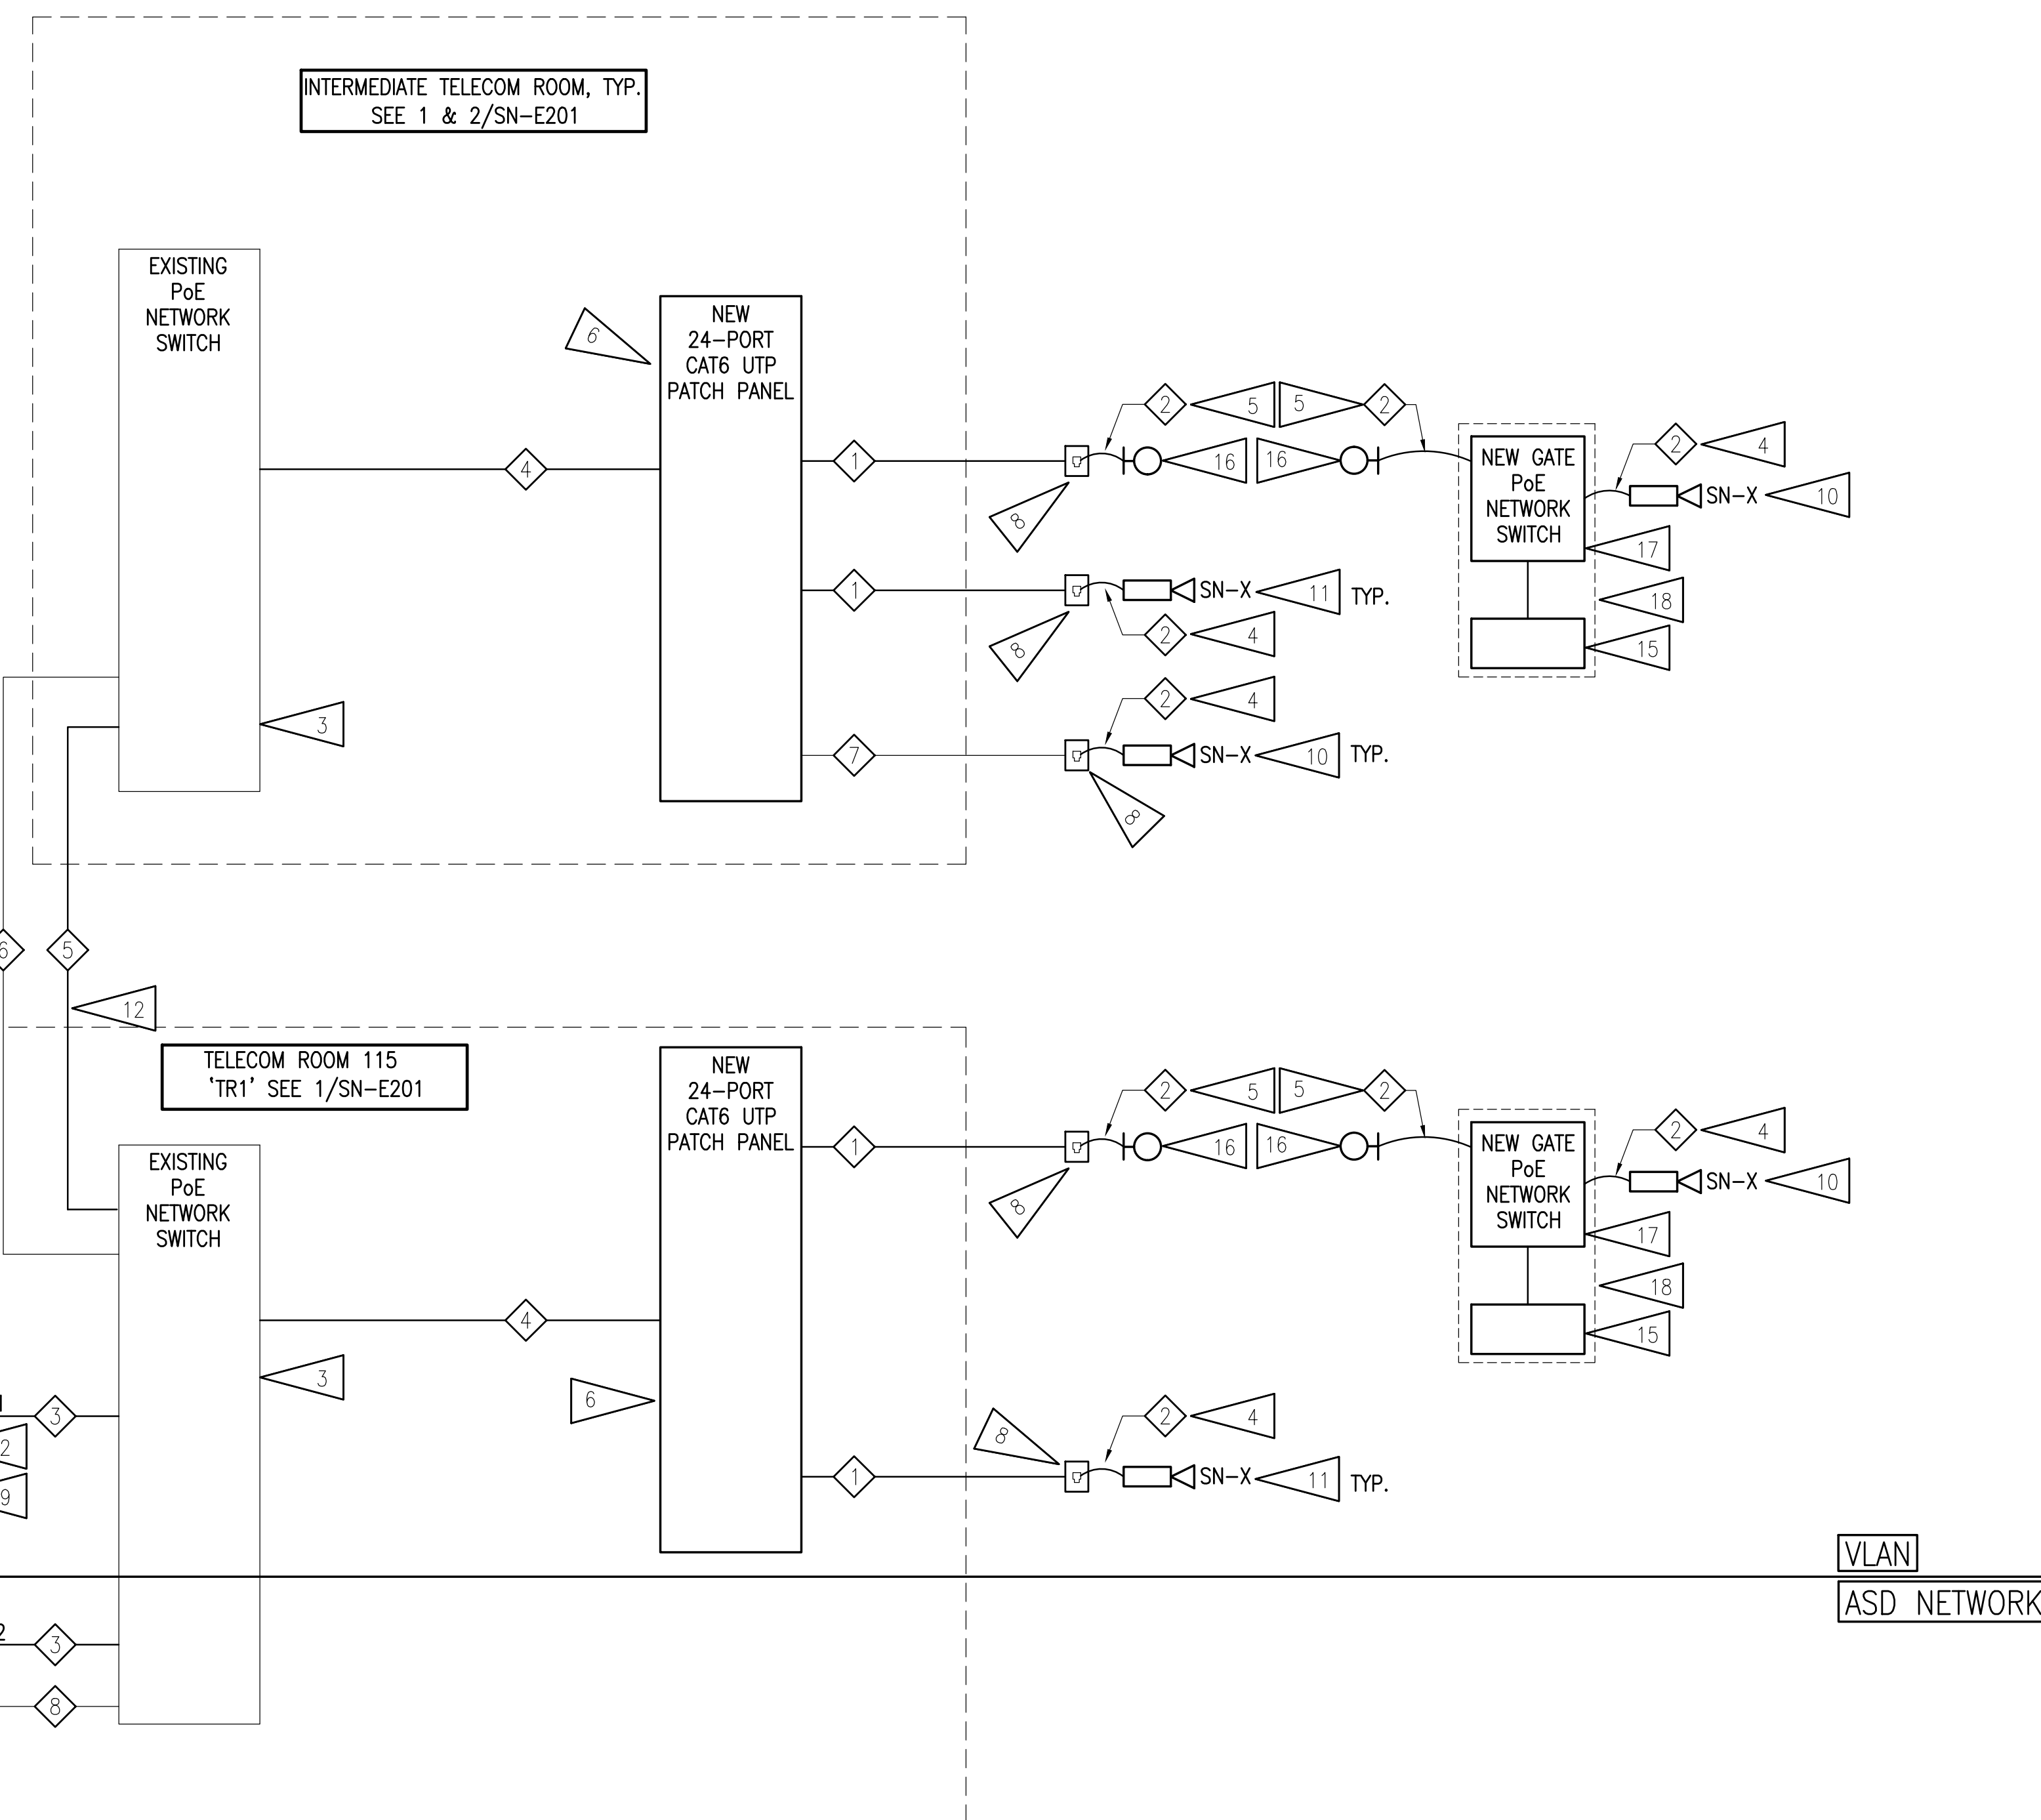 INTERMEDIATE TELECOM ROOM, TYP.
SEE 1 & 2/SN-E201
EXISTING
PoE
NETWORK
SWITCH
3
4
6
NEW
24-PORT
CAT6 UTP
PATCH PANEL
1
1
7
2
5
5
2
16
16
8
NEW GATE
PoE
NETWORK
SWITCH
2
4
SN-X
10
17
18
15
SN-X
11
TYP.
2
4
8
2
4
SN-X
10
TYP.
8
6
5
12
TELECOM ROOM 115
'TR1' SEE 1/SN-E201
EXISTING
PoE
NETWORK
SWITCH
3
4
6
NEW
24-PORT
CAT6 UTP
PATCH PANEL
1
1
2
5
5
2
16
16
8
NEW GATE
PoE
NETWORK
SWITCH
2
4
SN-X
10
17
18
15
8
2
4
SN-X
11
TYP.
3
2
9
VLAN
ASD NETWORK
2
3
8